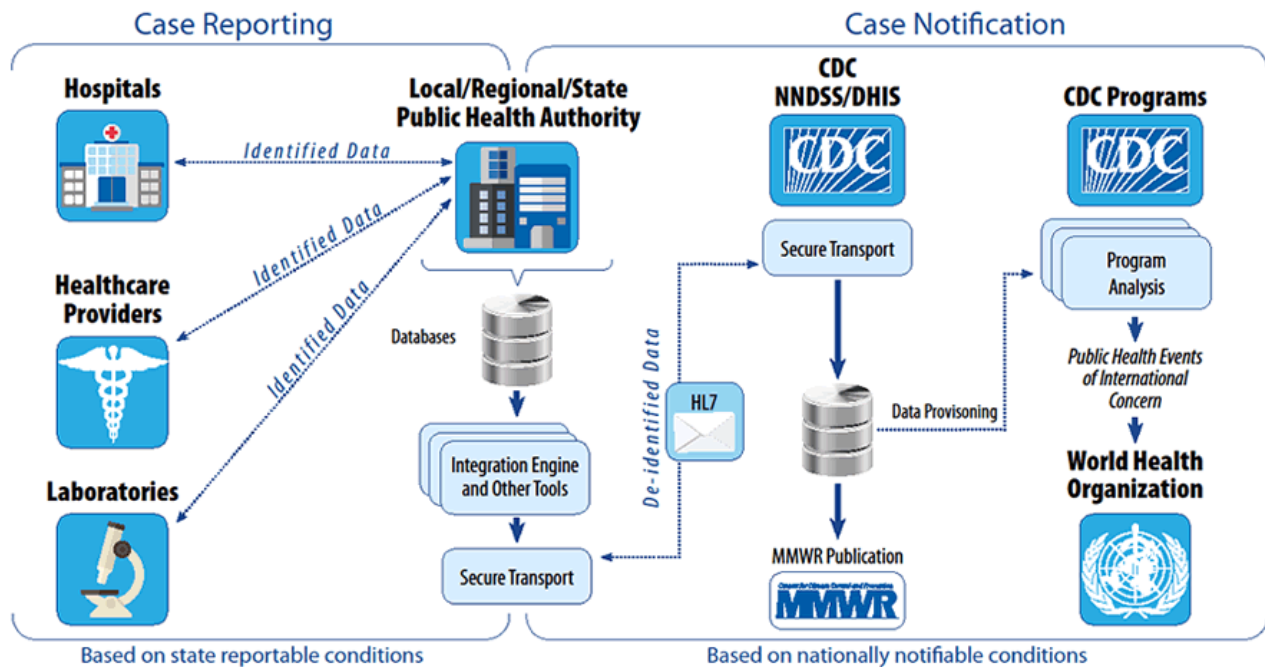 Case Reporting
Case Notification
Hospitals
Local/Regional/State
Public Health Authority
CDC
NNDSS/DHIS
CDC Programs
CDC
CDC
Identified Data
Identified Data
Identified Data
Healthcare
Providers
Laboratories
Databases
Integration Engine
and Other Tools
Secure Transport
De-identified Data
HL7
Secure Transport
Data Provisoning
MMWR Publication
MMWR
Program
Analysis
Public Health Events
of International
Concern
World Health
Organization
Based on state reportable conditions
Based on nationally notifiable conditions